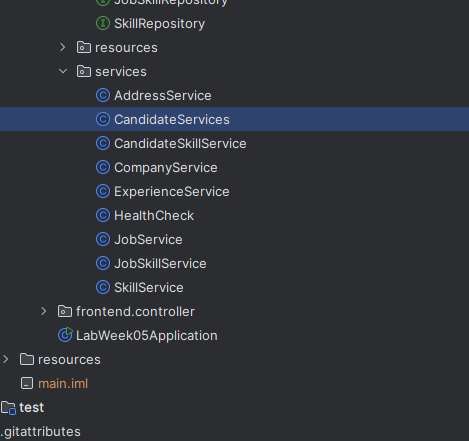 JobSkillRepository
SkillRepository
resources
services
AddressService
CandidateServices
CandidateSkillService
CompanyService
ExperienceService
HealthCheck
JobService
JobSkillService
SkillService
frontend.controller
LabWeek05Application
resources
main.iml
test
.gitattributes